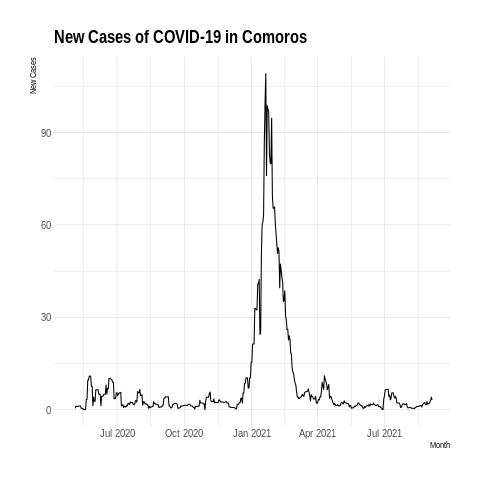 New Cases of COVID-19 in Comoros
New Cases
90
60
30
0
Jul 2020 Oct 2020 Jan 2021 Apr 2021 Jul 2021
Month